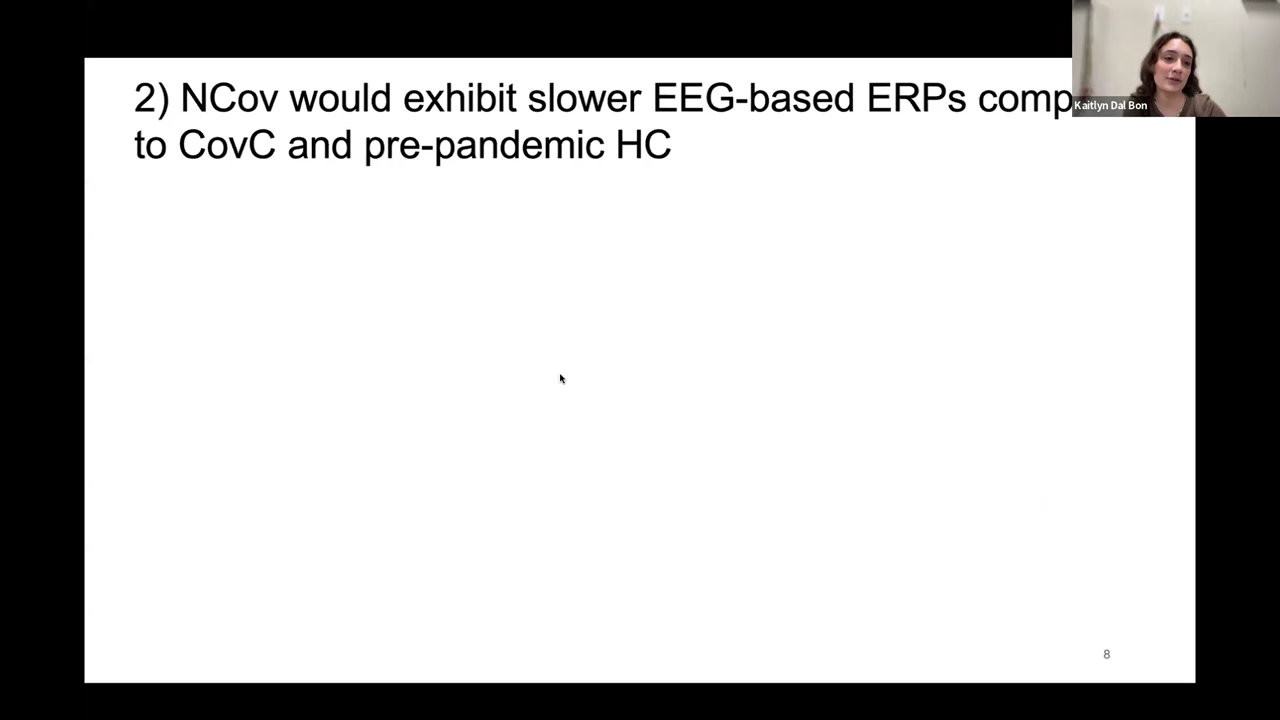 2) NCov would exhibit slower EEG-based ERPs comp
to CovC and pre-pandemic HC
Kaitlyn Dal Bon
8